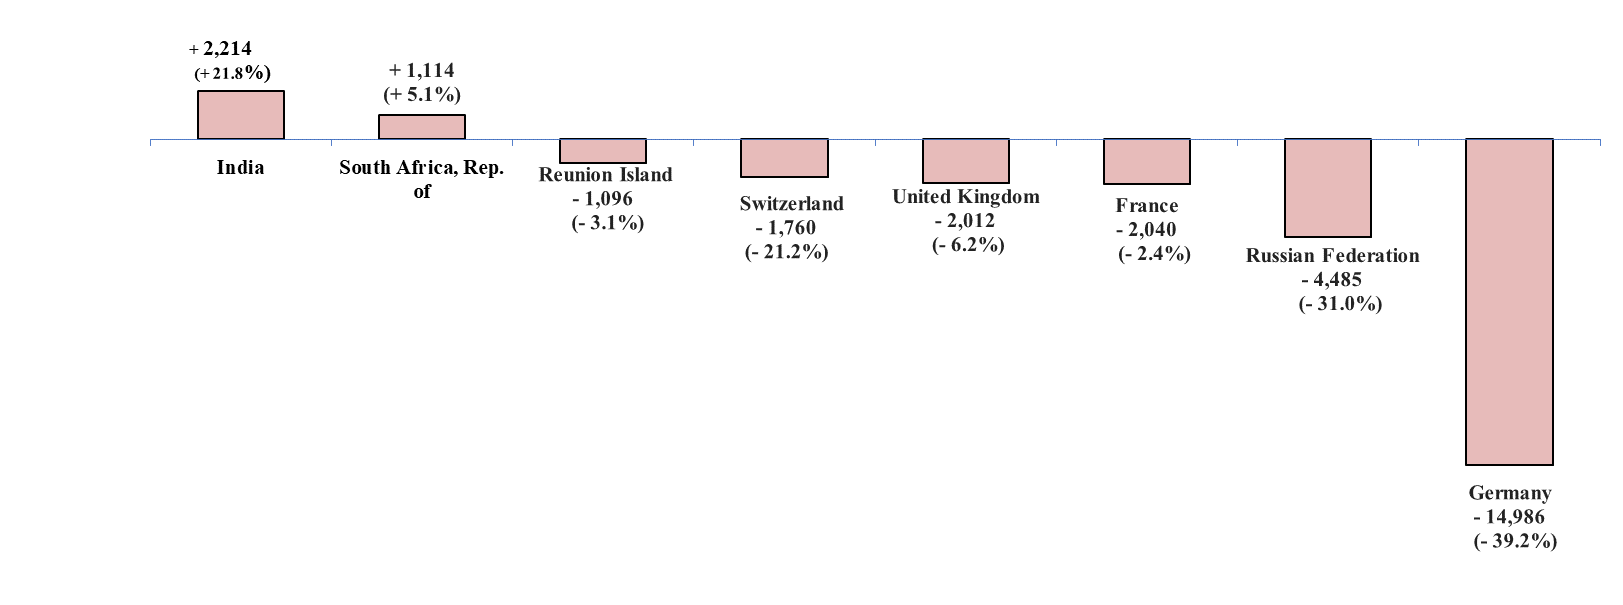 + 2,214
(+ 21.8%)
India
+ 1,114
(+ 5.1%)
South Africa, Rep.
of
Reunion Island
- 1,096
(- 3.1%)
Switzerland
- 1,760
(- 21.2%)
United Kingdom
- 2,012
(- 6.2%)
France
- 2,040
(- 2.4%)
Russian Federation
- 4,485
(- 31.0%)
Germany
- 14,986
(- 39.2%)